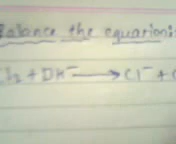 Balance the equation:
Cl₂ + OH⁻ ⟶ Cl⁻ +